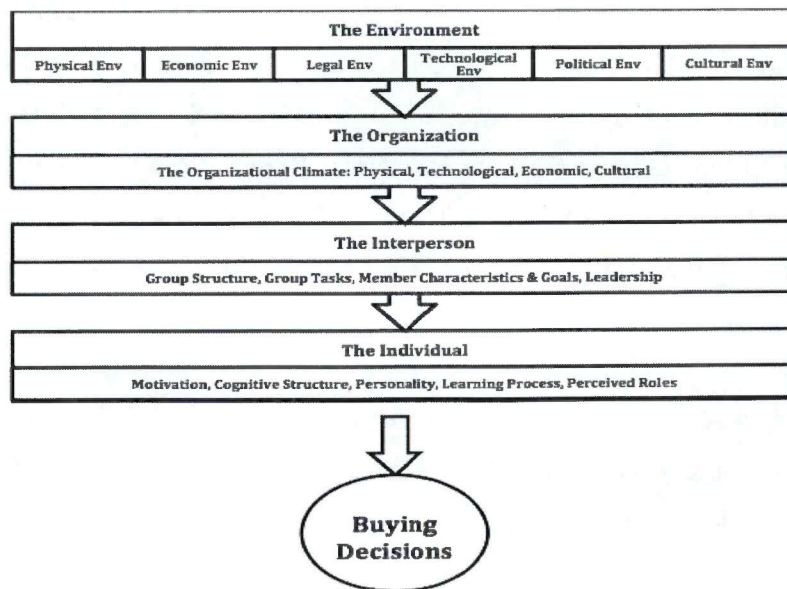 The Environment
Physical Env
Economic Env
Legal Env
Technological
Env
Political Env
Cultural Env
The Organization
The Organizational Climate: Physical, Technological, Economic, Cultural
The Interperson
Group Structure, Group Tasks, Member Characteristics & Goals, Leadership
The Individual
Motivation, Cognitive Structure, Personality, Learning Process, Perceived Roles
Buying
Decisions